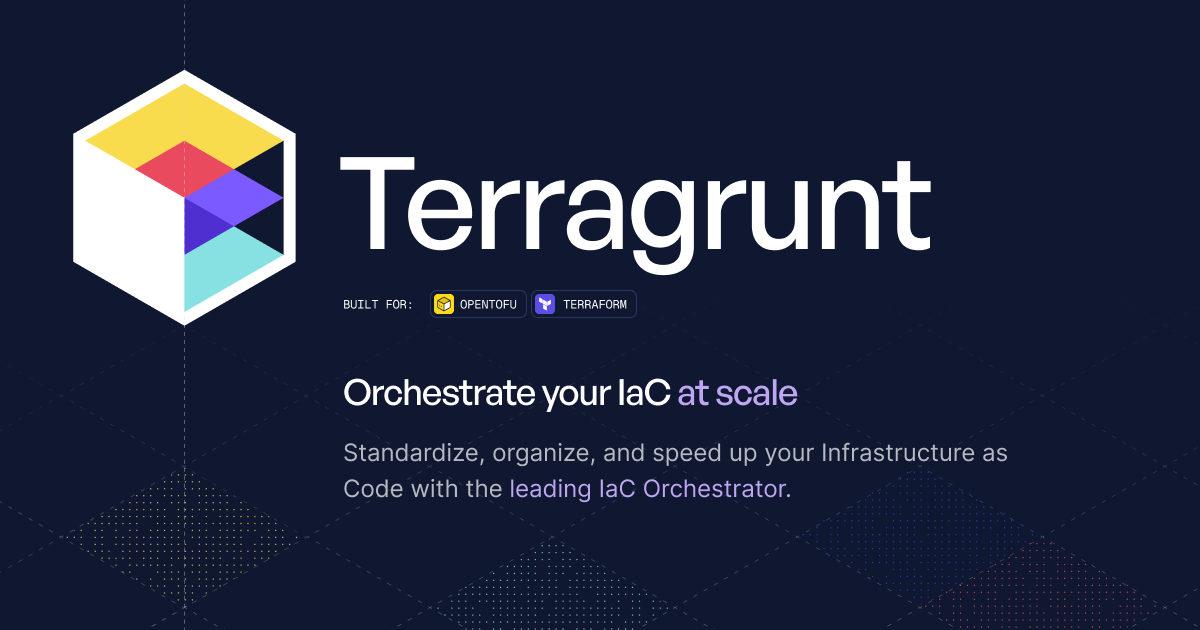 Terragrunt
BUILT FOR: OPENTOFU TERRAFORM
Orchestrate your IaC at scale
Standardize, organize, and speed up your Infrastructure as
Code with the leading IaC Orchestrator.